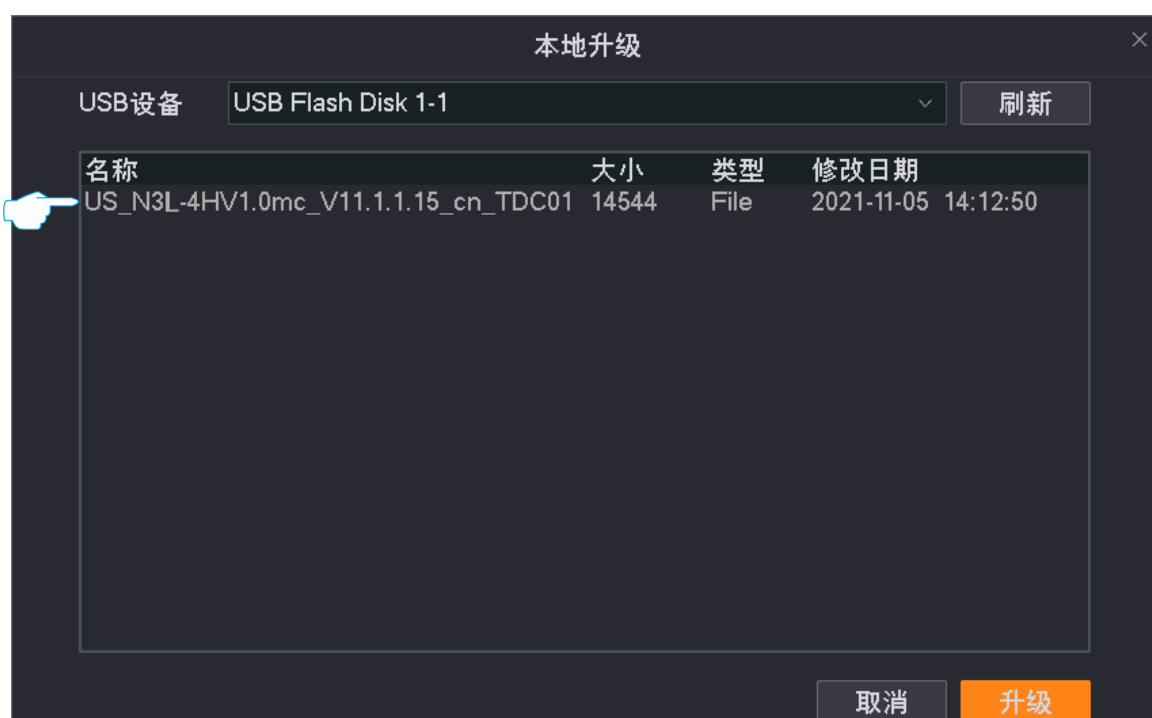 本地升级
USB设备 USB Flash Disk 1-1 刷新
名称 大小 类型 修改日期
US_N3L-4HV1.0mc_V11.1.1.15_cn_TDC01 14544 File 2021-11-05 14:12:50
取消 升级